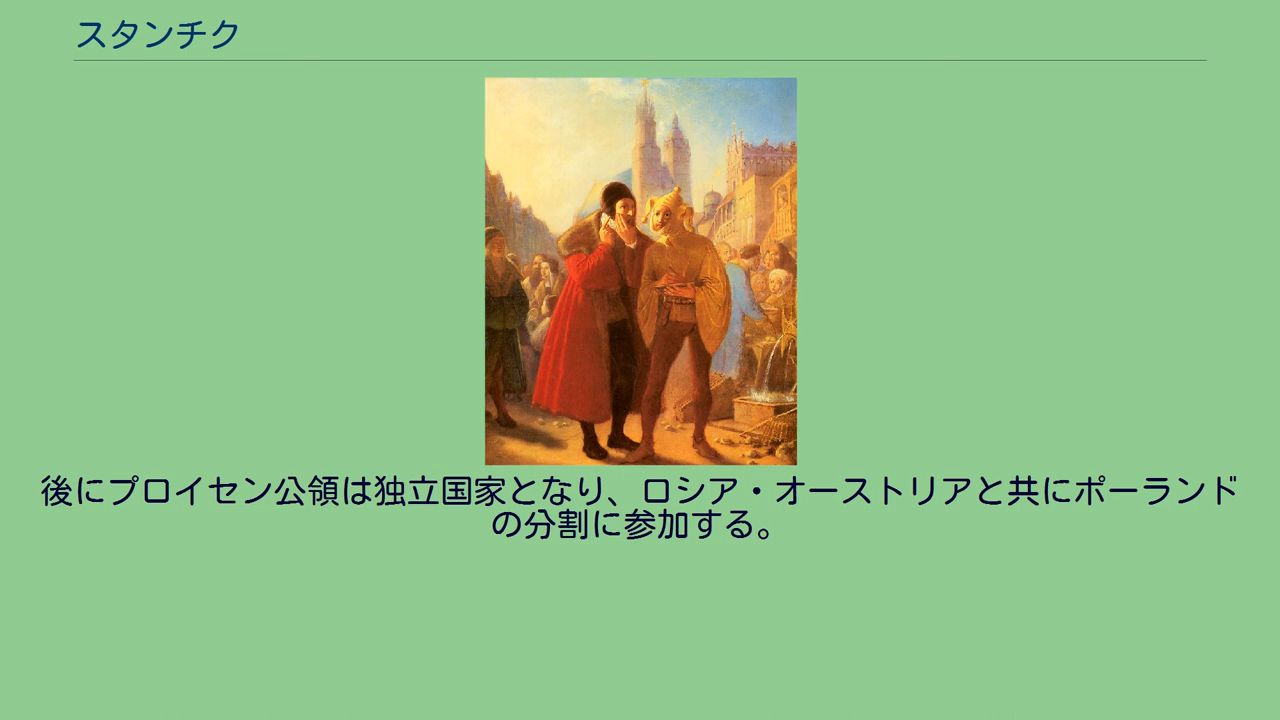 スタンチク
後にプロイセン公領は独立国家となり、ロシア・オーストリアと共にポーランド
の分割に参加する。